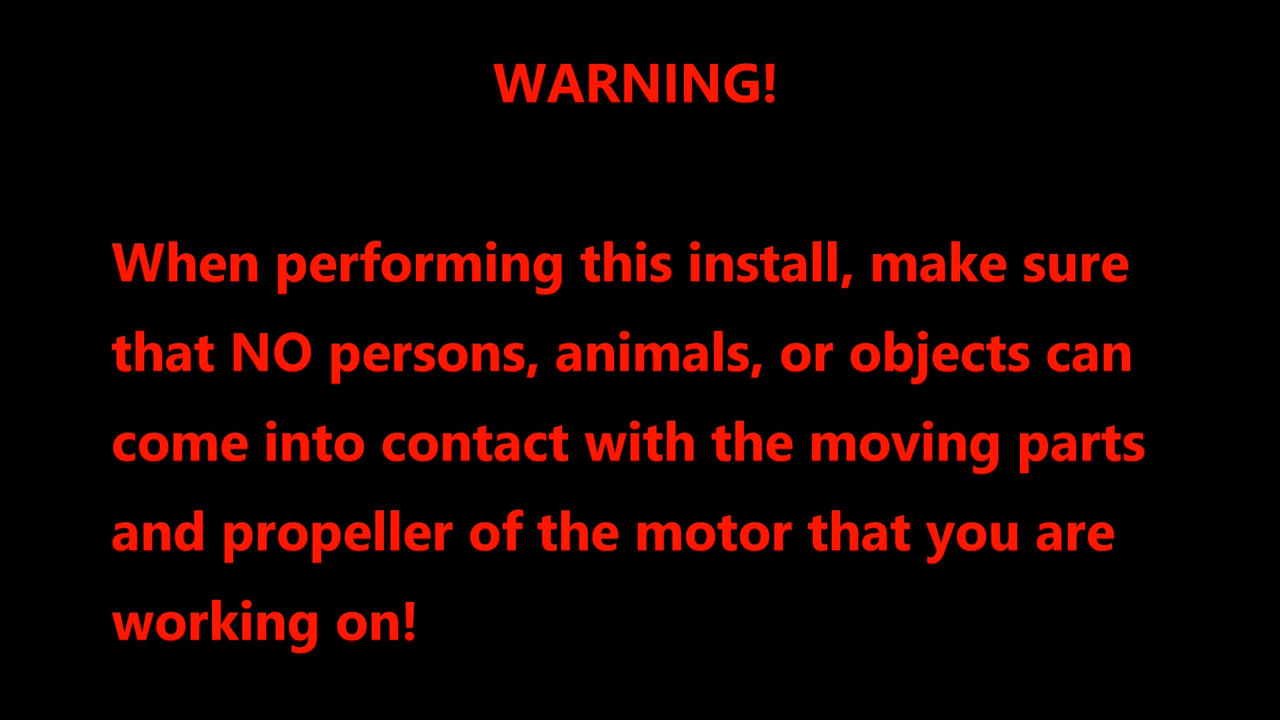 WARNING!
When performing this install, make sure
that NO persons, animals, or objects can
come into contact with the moving parts
and propeller of the motor that you are
working on!